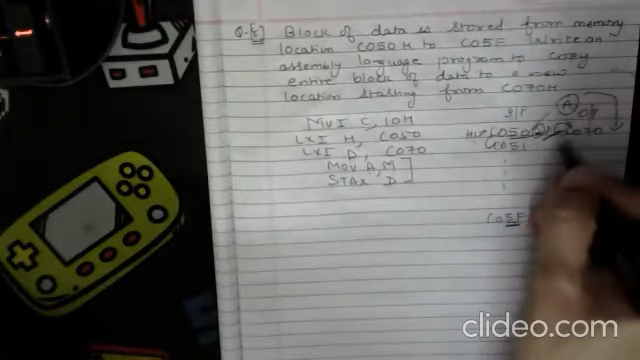 Q-[8] Block of data is stored from memory
location C050H to C05F. Write an
assembly language program to copy
entire block of data to a new
location starting from C070H
I/P A O/P
MVI C, 10H
LXI H, C050 C050 C070
LXI D, C070 C051
MOV A, M
STAX D
C05F
clideo.com